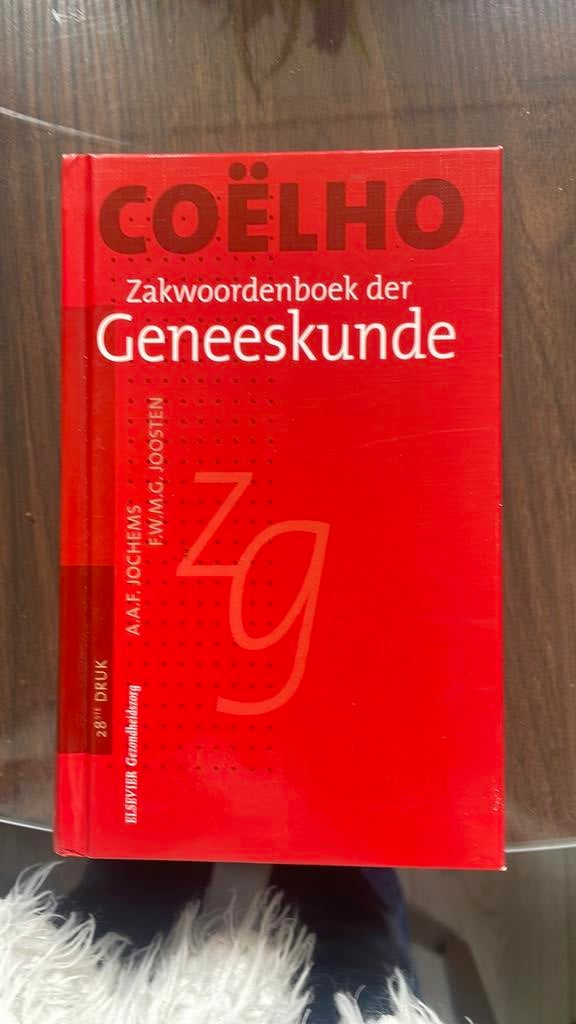 COËLHO
Zakwoordenboek der
Geneeskunde
A.A.F. JOCHEMS
F.W.M.G. JOOSTEN
zg
28STE DRUK
ELSEVIER Gezondheidszorg